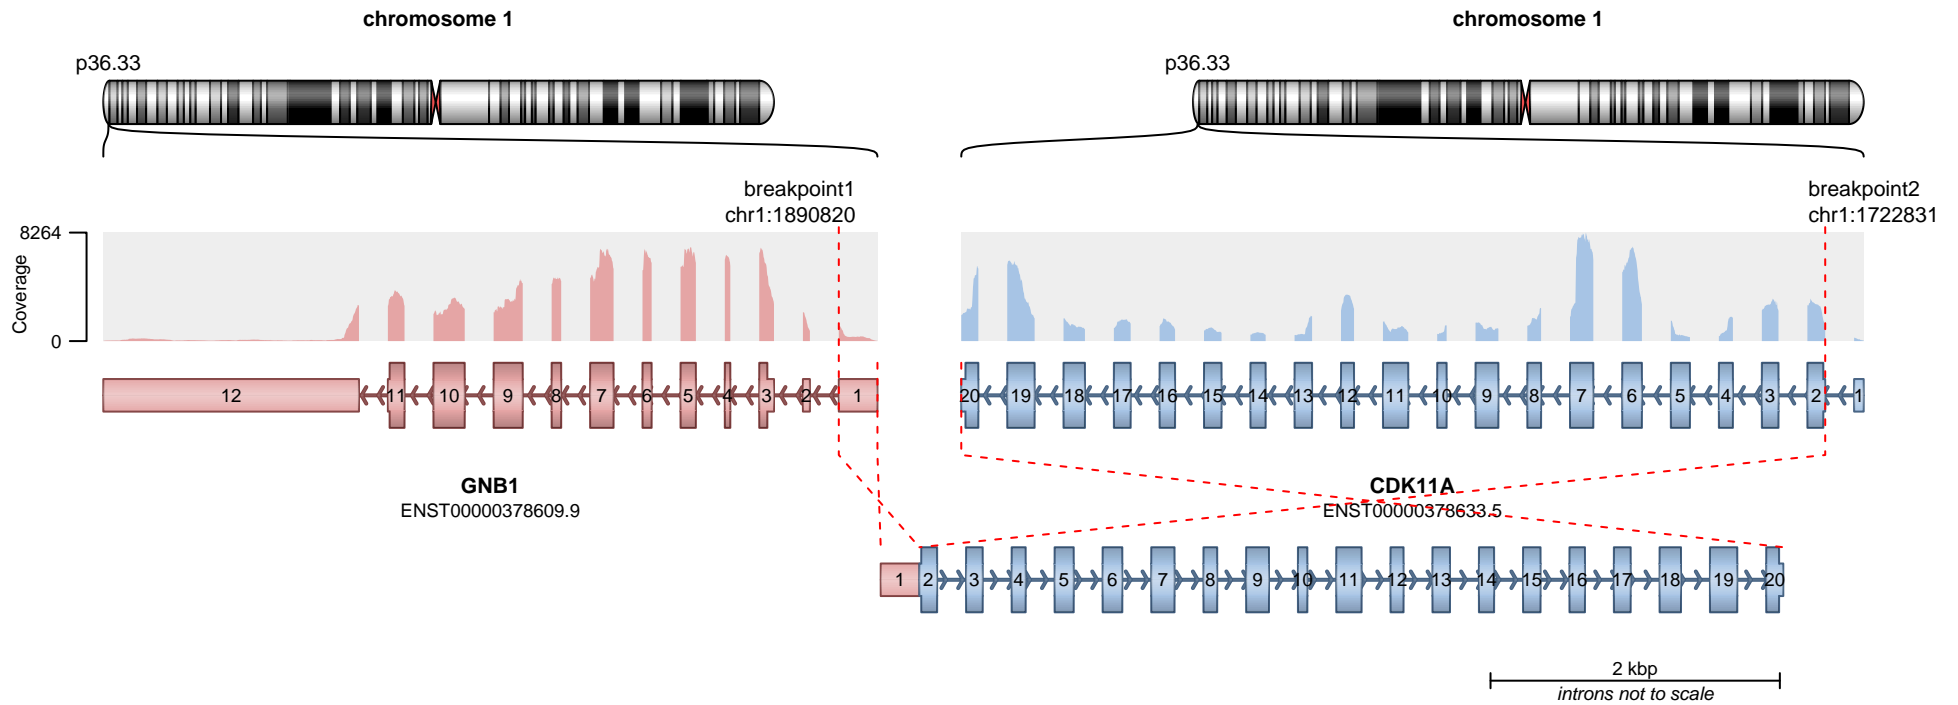 chromosome 1
chromosome 1
p36.33
p36.33
breakpoint1
chr1:1890820
breakpoint2
chr1:1722831
8264
Coverage
0
12 11 10 9 8 7 6 5 4 3 2 1
20 19 18 17 16 15 14 13 12 11 10 9 8 7 6 5 4 3 2 1
GNB1
ENST00000378609.9
CDK11A
ENST00000378633.5
1 2 3 4 5 6 7 8 9 10 11 12 13 14 15 16 17 18 19 20
2 kbp
introns not to scale